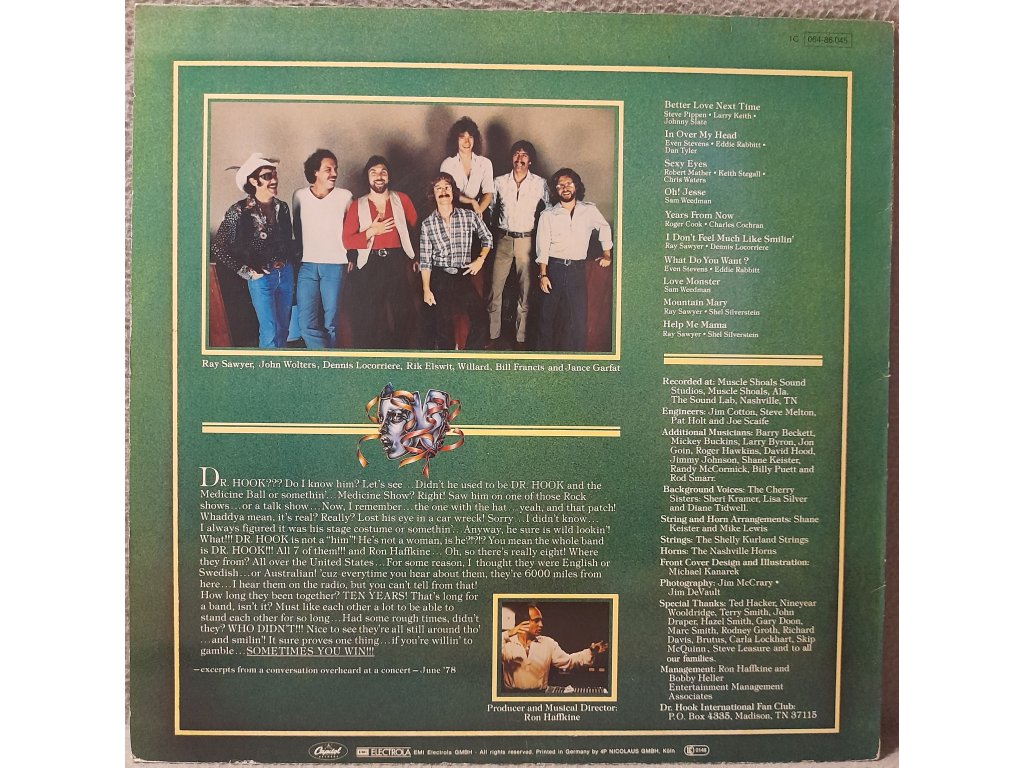 1C 064-86 045
Better Love Next Time
Steve Pippen • Larry Keith •
Johnny Slate
In Over My Head
Even Stevens • Eddie Rabbitt •
Dan Tyler
Sexy Eyes
Robert Mather • Keith Stegall •
Chris Waters
Oh! Jesse
Sam Weedman
Years From Now
Roger Cook • Charles Cochran
I Don't Feel Much Like Smilin'
Ray Sawyer • Dennis Locorriere
What Do You Want?
Even Stevens • Eddie Rabbitt
Love Monster
Sam Weedman
Mountain Mary
Ray Sawyer • Shel Silverstein
Help Me Mama
Ray Sawyer • Shel Silverstein
Ray Sawyer, John Wolters, Dennis Locorriere, Rik Elswit, Willard, Bill Francis and Jance Garfat
DR. HOOK??? Do I know him? Let's see...Didn't he used to be DR. HOOK and the
Medicine Ball or somethin'... Medicine Show? Right! Saw him on one of those Rock
shows...or a talk show...Now, I remember...the one with the hat...yeah, and that patch!
Whaddya mean, it's real? Really? Lost his eye in a car wreck! Sorry...I didn't know...
I always figured it was his stage costume or somethin'...Anyway, he sure is wild lookin'!
What!!! DR. HOOK is not a "him"! He's not a woman, is he?!?!? You mean the whole band
is DR. HOOK!!! All 7 of them!!! and Ron Haffkine...Oh, so there's really eight! Where
they from? All over the United States...For some reason, I thought they were English or
Swedish...or Australian! 'cuz everytime you hear about them, they're 6000 miles from
here...I hear them on the radio, but you can't tell from that!
How long they been together? TEN YEARS! That's long for
a band, isn't it? Must like each other a lot to be able to
stand each other for so long...Had some rough times, didn't
they? WHO DIDN'T!!! Nice to see they're all still around tho'
...and smilin'! It sure proves one thing...if you're willin' to
gamble...SOMETIMES YOU WIN!!!
—excerpts from a conversation overheard at a concert—June '78
Producer and Musical Director:
Ron Haffkine
Recorded at: Muscle Shoals Sound
Studios, Muscle Shoals, Ala.
The Sound Lab, Nashville, TN
Engineers: Jim Cotton, Steve Melton,
Pat Holt and Joe Scaife
Additional Musicians: Barry Beckett,
Mickey Buckins, Larry Byrom, Jon
Goin, Roger Hawkins, David Hood,
Jimmy Johnson, Shane Keister,
Randy McCormick, Billy Puett and
Rod Smarr.
Background Voices: The Cherry
Sisters: Sheri Kramer, Lisa Silver
and Diane Tidwell.
String and Horn Arrangements: Shane
Keister and Mike Lewis
Strings: The Shelly Kurland Strings
Horns: The Nashville Horns
Front Cover Design and Illustration:
Michael Kanarek
Photography: Jim McCrary •
Jim DeVault
Special Thanks: Ted Hacker, Nineyear
Wooldridge, Terry Smith, John
Draper, Hazel Smith, Gary Doon,
Marc Smith, Rodney Groth, Richard
Davis, Brutus, Carla Lockhart, Skip
McQuinn, Steve Leasure and to all
our families.
Management: Ron Haffkine and
Bobby Heller
Entertainment Management
Associates
Dr. Hook International Fan Club:
P.O. Box 4335, Madison, TN 37115
Capitol RECORDS EMI ELECTROLA EMI Electrola GMBH · All rights reserved. Printed in Germany by 4P NICOLAUS GMBH, Köln LC 0148